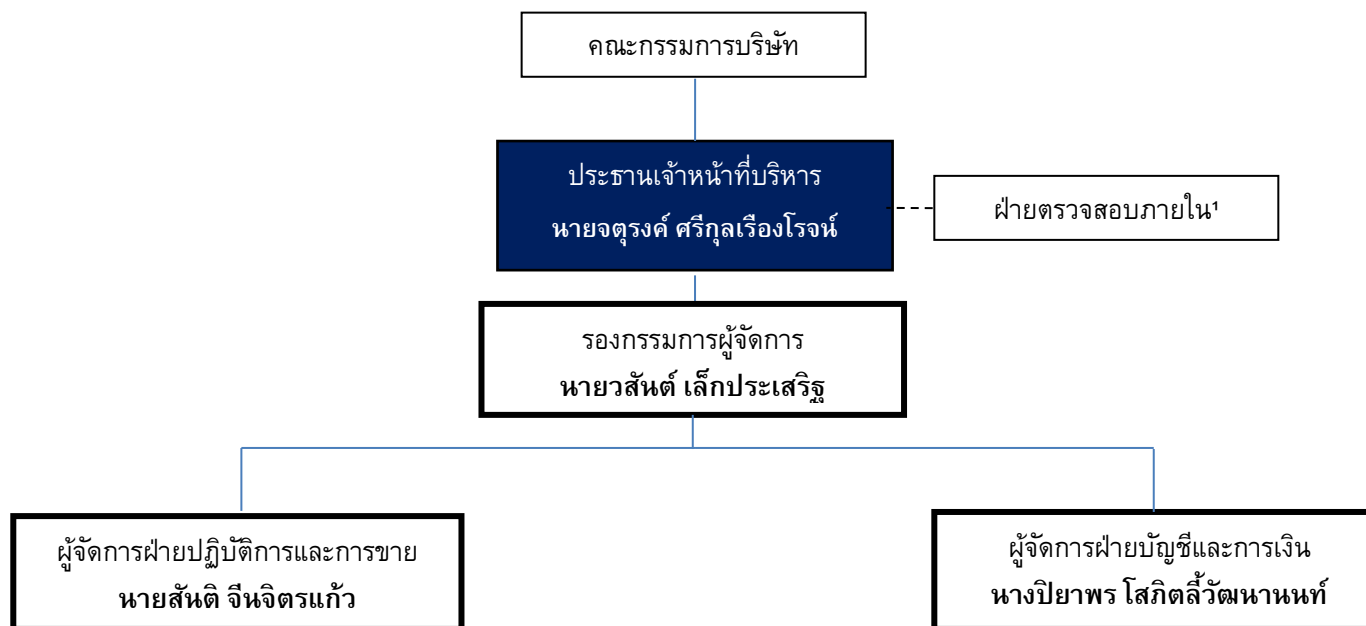 คณะกรรมการบริษัท
ประธานเจ้าหน้าที่บริหาร
นายจตุรงค์ ศรีกุลเรืองโรจน์
ฝ่ายตรวจสอบภายใน¹
รองกรรมการผู้จัดการ
นายวสันต์ เล็กประเสริฐ
ผู้จัดการฝ่ายปฏิบัติการและการขาย
นายสันติ จีนจิตรแก้ว
ผู้จัดการฝ่ายบัญชีและการเงิน
นางปิยาพร โสภิตลี้วัฒนานนท์